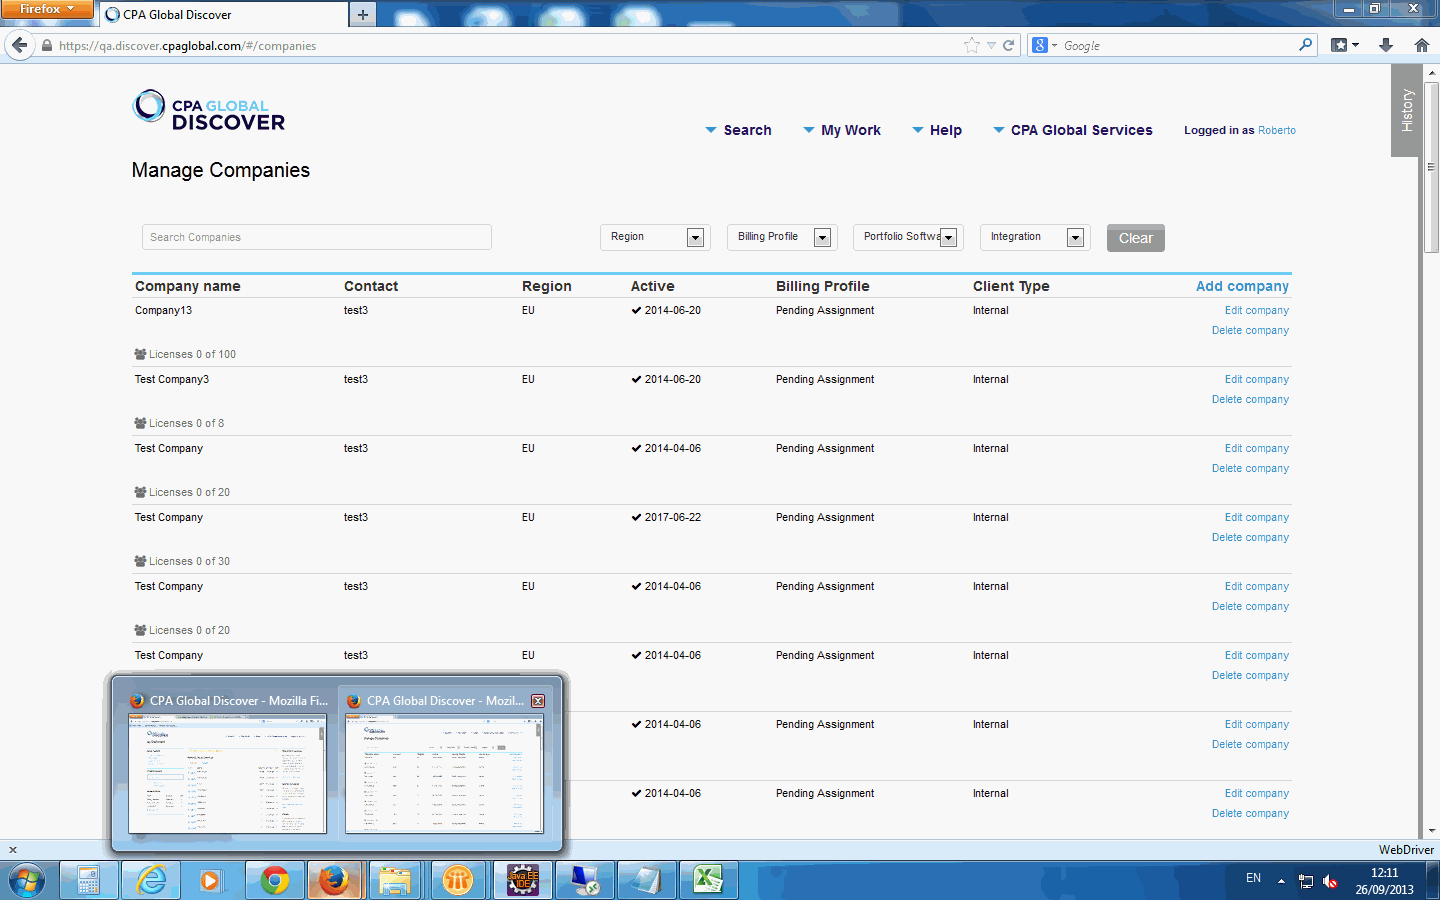 Firefox
CPA Global Discover
https://qa.discover.cpaglobal.com/#/companies
Google
History
CPA GLOBAL
DISCOVER
Search
My Work
Help
CPA Global Services
Logged in as Roberto
Manage Companies
Search Companies
Region
Billing Profile
Portfolio Softwa
Integration
Clear
Company name Contact Region Active Billing Profile Client Type Add company
Company13 test3 EU 2014-06-20 Pending Assignment Internal Edit company
Delete company
Licenses 0 of 100
Test Company3 test3 EU 2014-06-20 Pending Assignment Internal Edit company
Delete company
Licenses 0 of 8
Test Company test3 EU 2014-04-06 Pending Assignment Internal Edit company
Delete company
Licenses 0 of 20
Test Company test3 EU 2017-06-22 Pending Assignment Internal Edit company
Delete company
Licenses 0 of 30
Test Company test3 EU 2014-04-06 Pending Assignment Internal Edit company
Delete company
Licenses 0 of 20
Test Company test3 EU 2014-04-06 Pending Assignment Internal Edit company
Delete company
2014-04-06 Pending Assignment Internal Edit company
Delete company
2014-04-06 Pending Assignment Internal Edit company
Delete company
CPA Global Discover - Mozilla Fi...
CPA Global Discover - Mozil...
WebDriver
Java EE
IDE
EN
12:11
26/09/2013